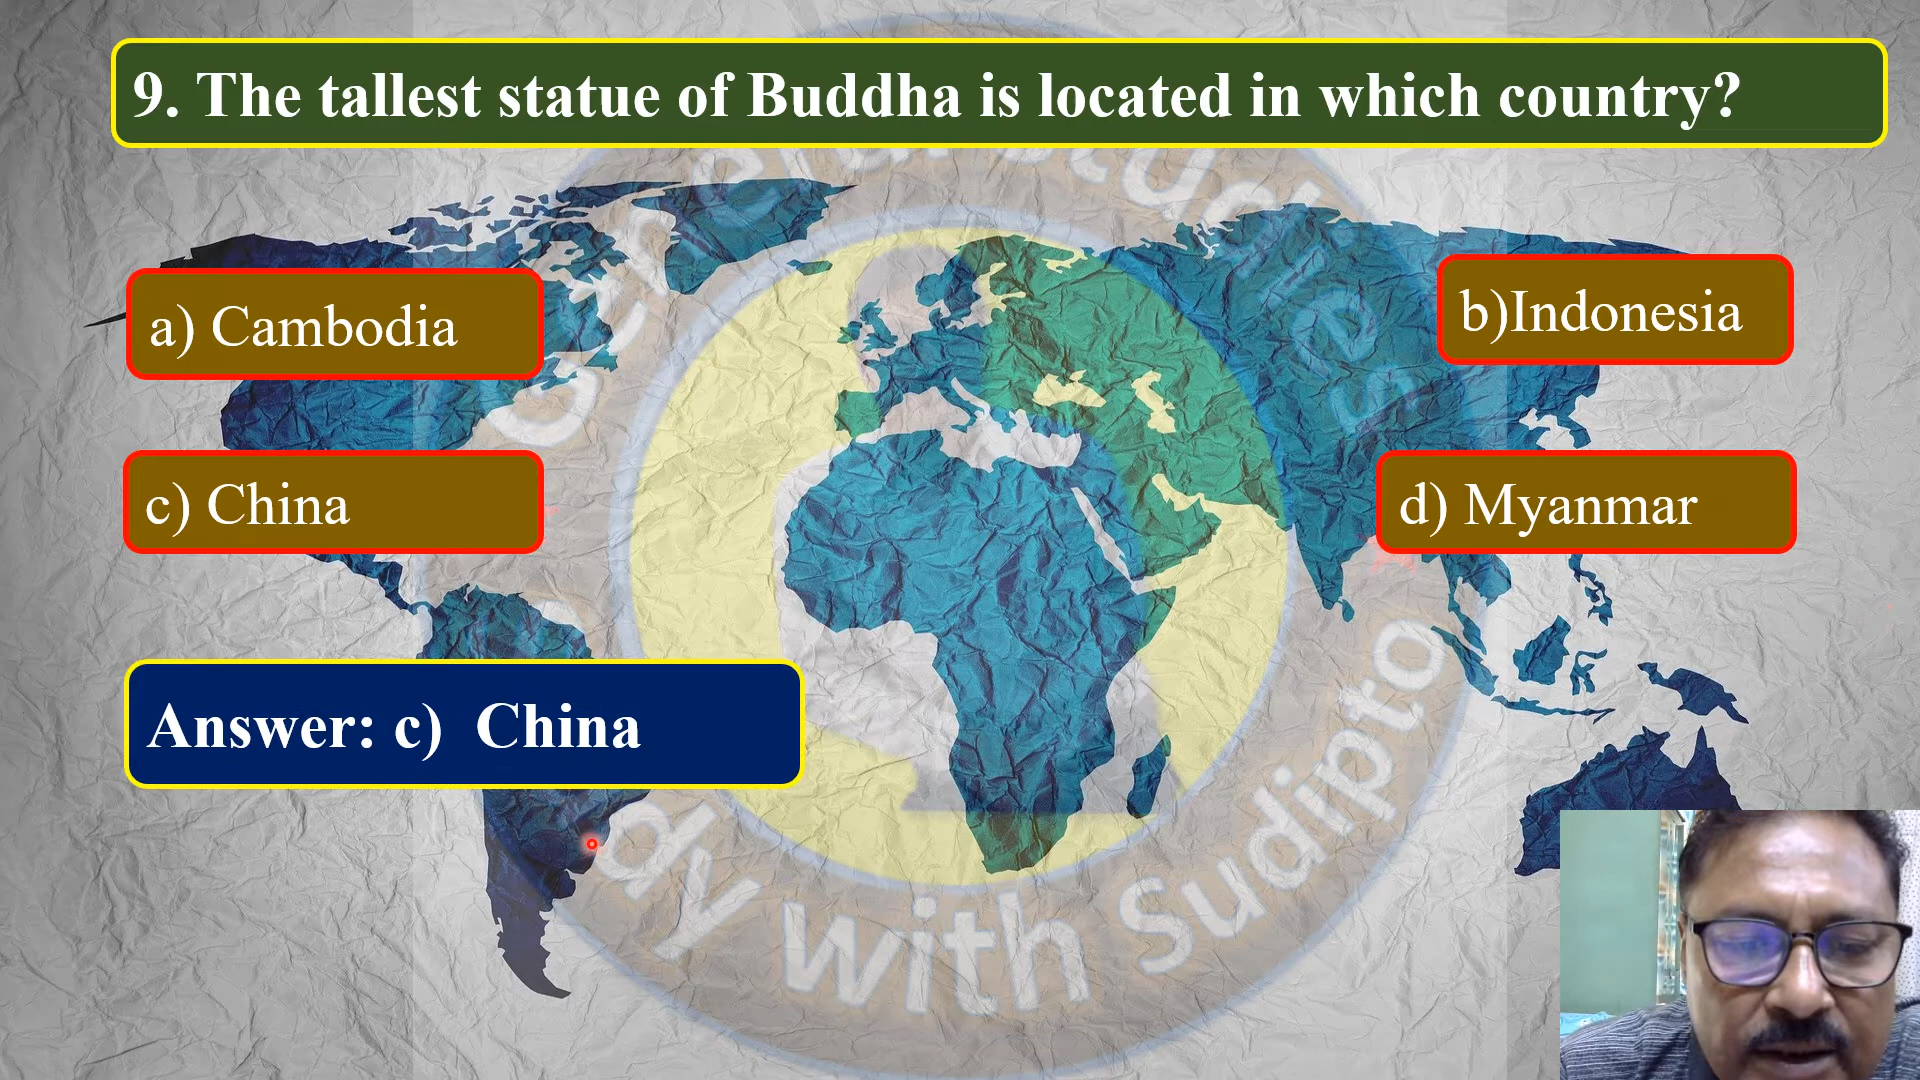 9. The tallest statue of Buddha is located in which country?
a) Cambodia
b)Indonesia
c) China
d) Myanmar
Answer: c) China
dy with Sudipto